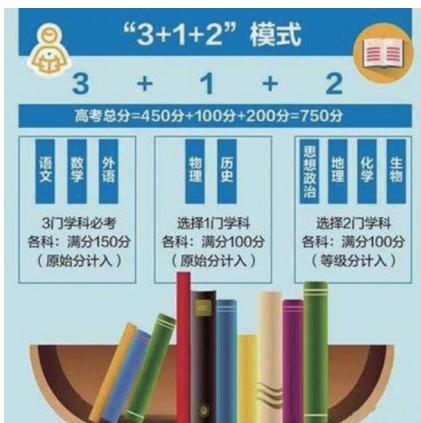 “3+1+2”模式
3 + 1 + 2
高考总分=450分+100分+200分=750分
语文 数学 外语
3门学科必考
各科：满分150分
（原始分计入）
物理 历史
选择1门学科
各科：满分100分
（原始分计入）
思想政治 地理 化学 生物
选择2门学科
各科：满分100分
（等级分计入）
ABC